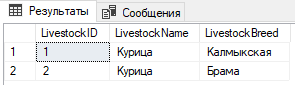 Результаты Сообщения
LivestockID LivestockName LivestockBreed
1 1 Курица Калмыкская
2 2 Курица Брама